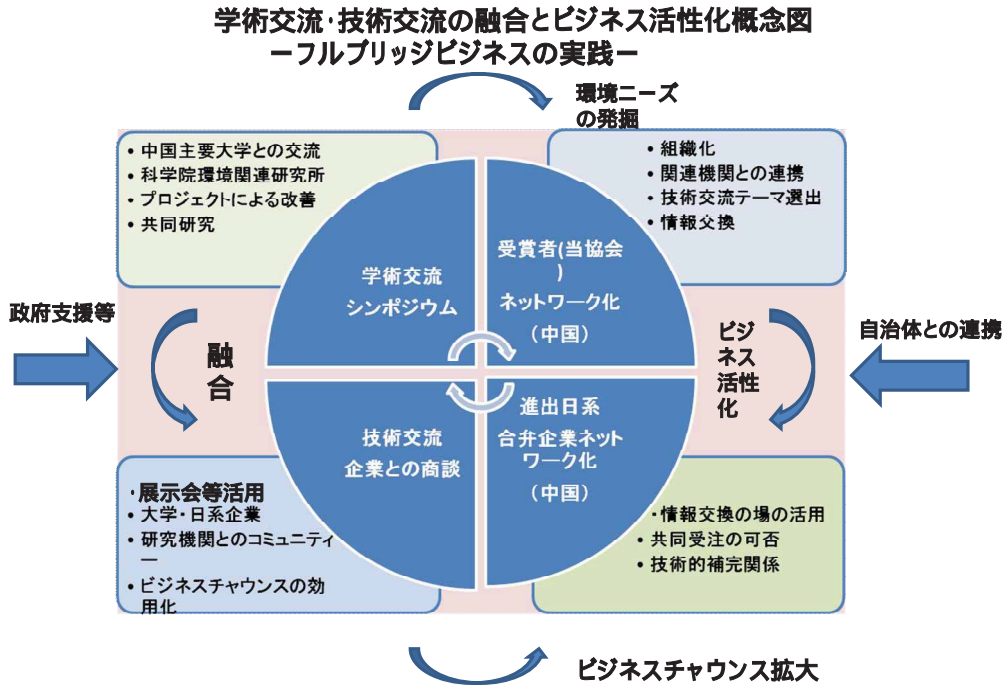 学術交流・技術交流の融合とビジネス活性化概念図
ーフルブリッジビジネスの実践ー
環境ニーズ
の発掘
• 中国主要大学との交流
• 科学院環境関連研究所
• プロジェクトによる改善
• 共同研究
• 組織化
• 関連機関との連携
• 技術交流テーマ選出
• 情報交換
学術交流
シンポジウム
受賞者(当協会
)
ネットワーク化
（中国）
政府支援等
融
合
ビジ
ネス
活性
化
自治体との連携
技術交流
企業との商談
進出日系
合弁企業ネット
ワーク化
（中国）
・展示会等活用
• 大学・日系企業
• 研究機関とのコミュニティ
ー
• ビジネスチャウンスの効
用化
・情報交換の場の活用
• 共同受注の可否
• 技術的補完関係
ビジネスチャウンス拡大